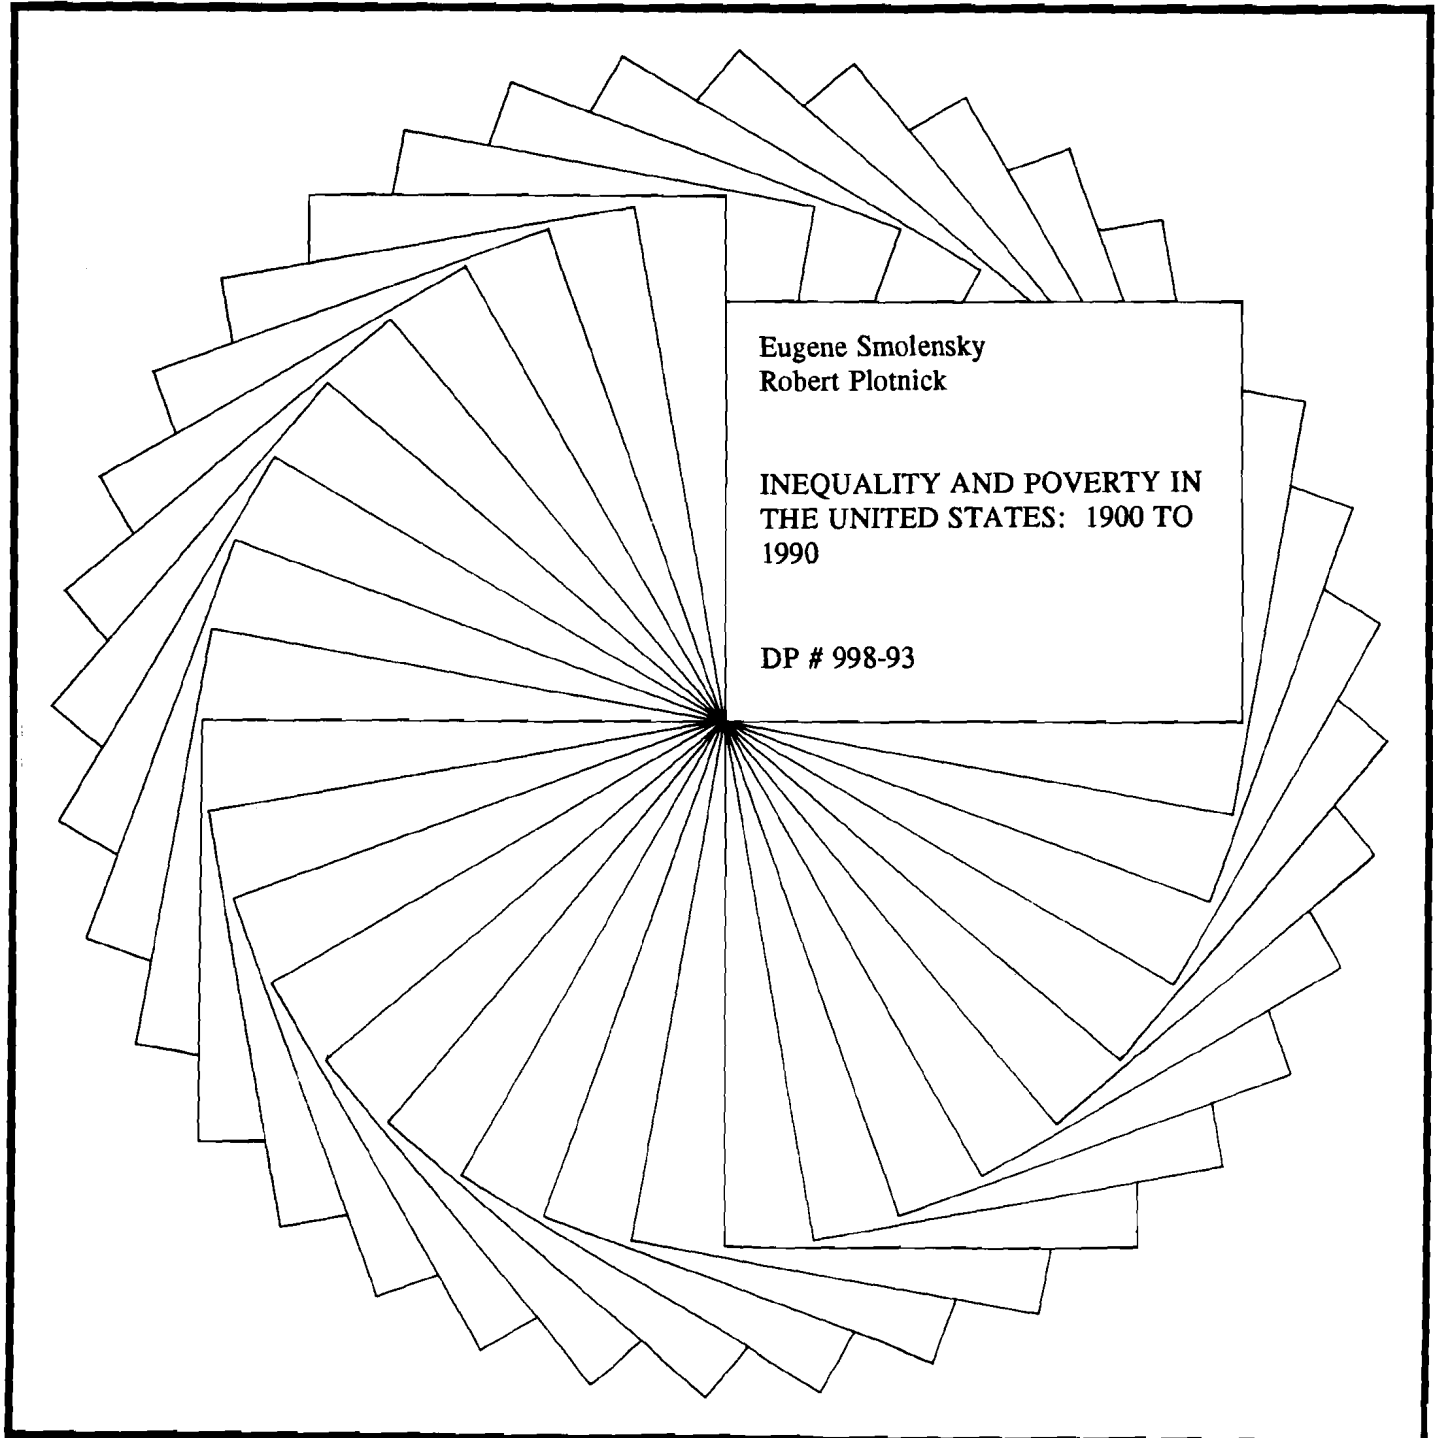 Eugene Smolensky
Robert Plotnick
INEQUALITY AND POVERTY IN
THE UNITED STATES: 1900 TO
1990
DP # 998-93